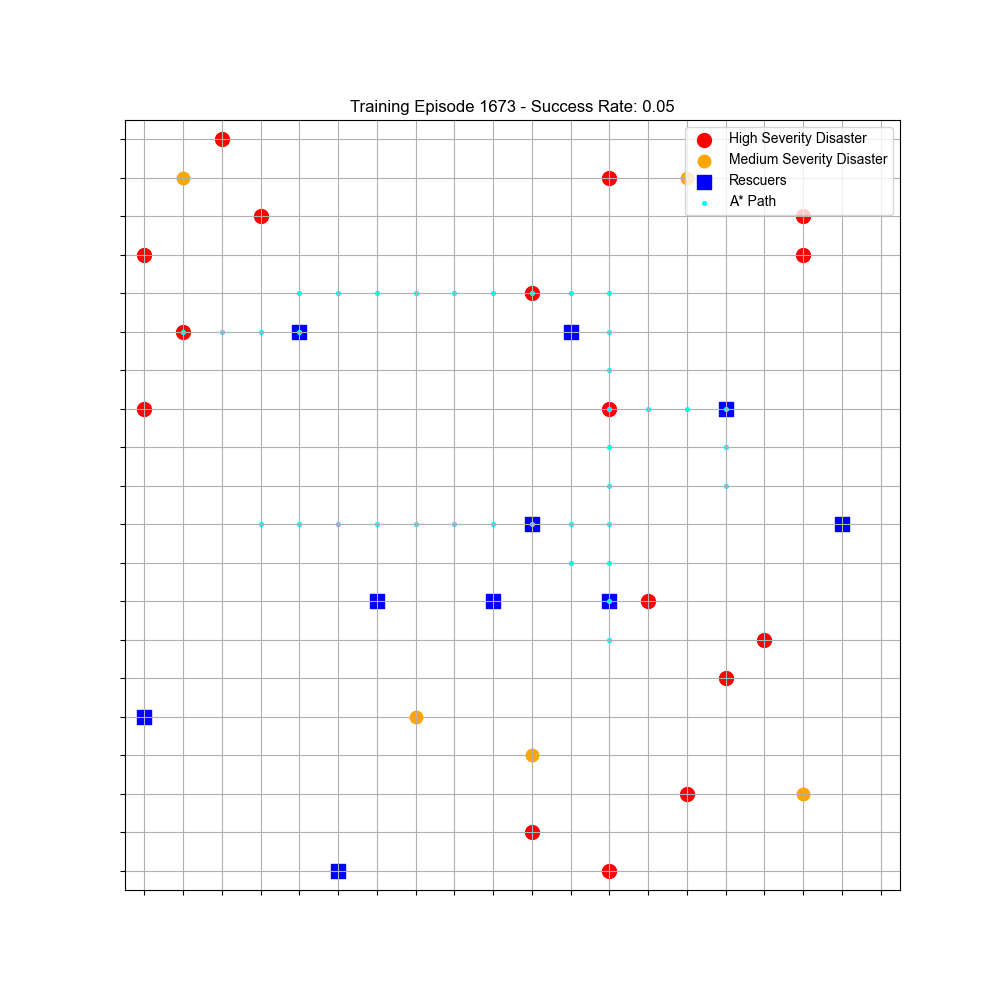 Training Episode 1673 - Success Rate: 0.05
High Severity Disaster
Medium Severity Disaster
Rescuers
A* Path